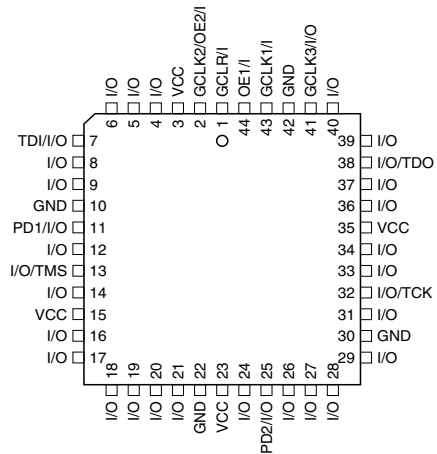 I/O
I/O
I/O
VCC
GCLK2/OE2/I
GCLR/I
OE1/I
GCLK1/I
GND
GCLK3/I/O
I/O
6
5
4
3
2
1
44
43
42
41
40
TDI/I/O 7
I/O 8
I/O 9
GND 10
PD1/I/O 11
I/O 12
I/O/TMS 13
I/O 14
VCC 15
I/O 16
I/O 17
39 I/O
38 I/O/TDO
37 I/O
36 I/O
35 VCC
34 I/O
33 I/O
32 I/O/TCK
31 I/O
30 GND
29 I/O
18
19
20
21
22
23
24
25
26
27
28
I/O
I/O
I/O
I/O
GND
VCC
I/O
PD2/I/O
I/O
I/O
I/O